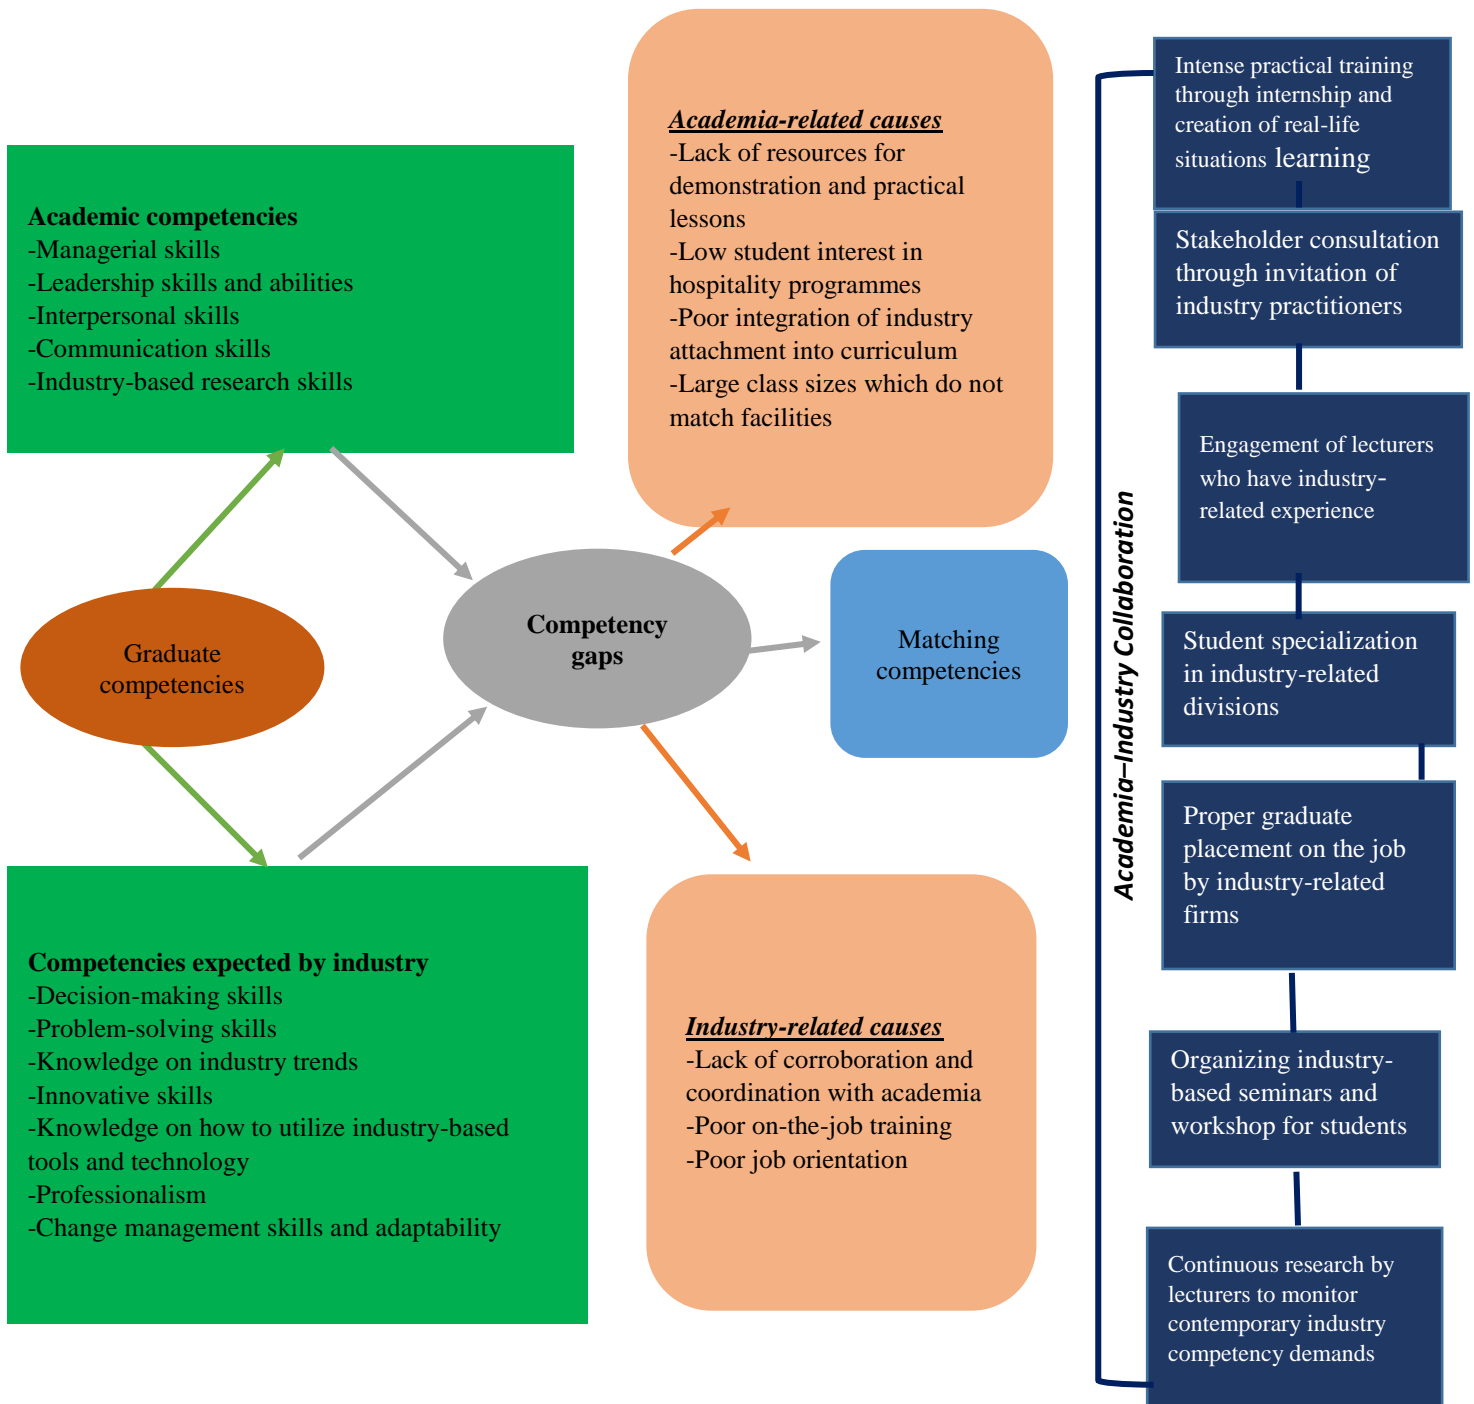 Academic competencies
-Managerial skills
-Leadership skills and abilities
-Interpersonal skills
-Communication skills
-Industry-based research skills
Graduate
competencies
Competencies expected by industry
-Decision-making skills
-Problem-solving skills
-Knowledge on industry trends
-Innovative skills
-Knowledge on how to utilize industry-based
tools and technology
-Professionalism
-Change management skills and adaptability
Competency
gaps
Academia-related causes
-Lack of resources for
demonstration and practical
lessons
-Low student interest in
hospitality programmes
-Poor integration of industry
attachment into curriculum
-Large class sizes which do not
match facilities
Matching
competencies
Industry-related causes
-Lack of corroboration and
coordination with academia
-Poor on-the-job training
-Poor job orientation
Academia–Industry Collaboration
Intense practical training
through internship and
creation of real-life
situations learning
Stakeholder consultation
through invitation of
industry practitioners
Engagement of lecturers
who have industry-
related experience
Student specialization
in industry-related
divisions
Proper graduate
placement on the job
by industry-related
firms
Organizing industry-
based seminars and
workshop for students
Continuous research by
lecturers to monitor
contemporary industry
competency demands